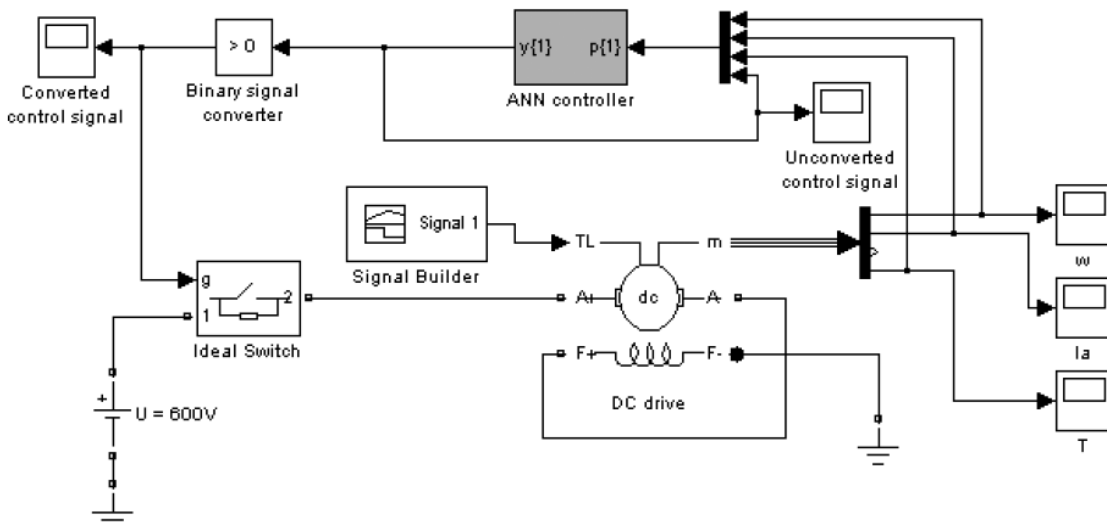 y{1}
p{1}
> 0
ANN controller
Converted
control signal
Binary signal
converter
Unconverted
control signal
Signal 1
TL
m
Signal Builder
w
g
1
2
A+
dc
A-
Ideal Switch
F+
F-
Ia
+
U = 600V
DC drive
T